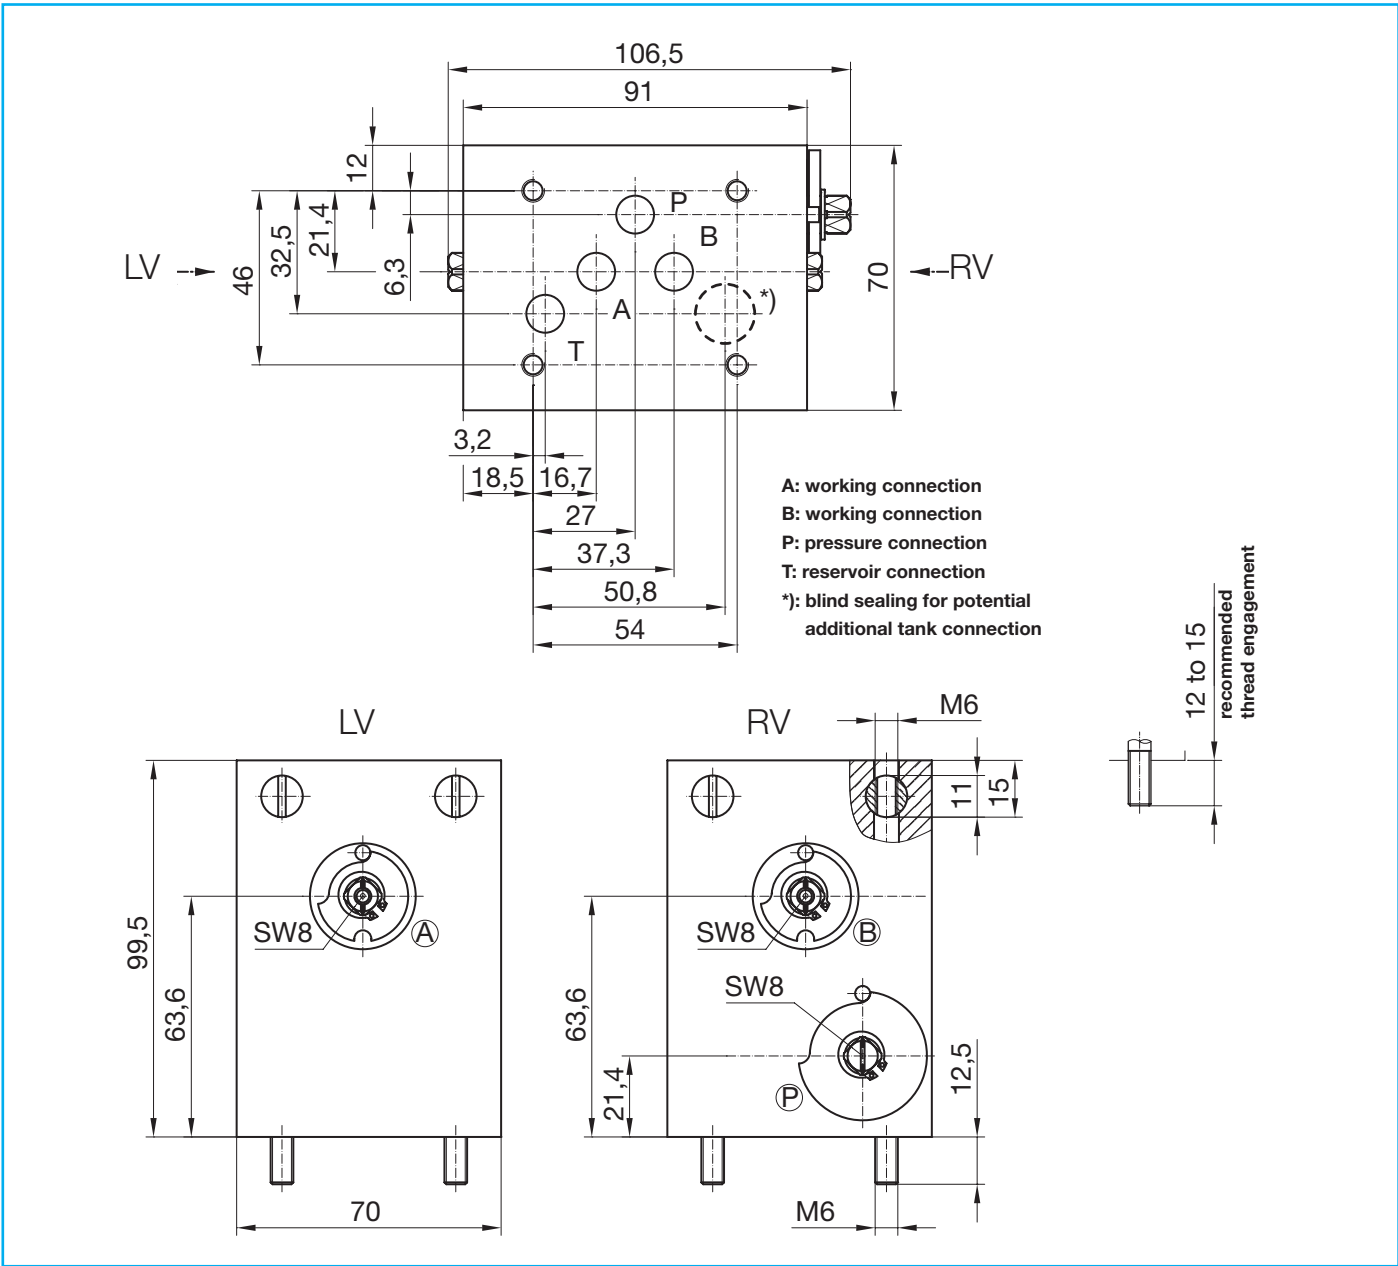 106,5
91
12
21,4
32,5
46
6,3
P
B
A
T
*)
LV
RV
70
3,2
18,5
16,7
27
37,3
50,8
54
A: working connection
B: working connection
P: pressure connection
T: reservoir connection
*): blind sealing for potential
additional tank connection
12 to 15
recommended
thread engagement
LV
99,5
63,6
SW8
A
70
RV
M6
11
15
SW8
B
SW8
P
63,6
21,4
12,5
M6